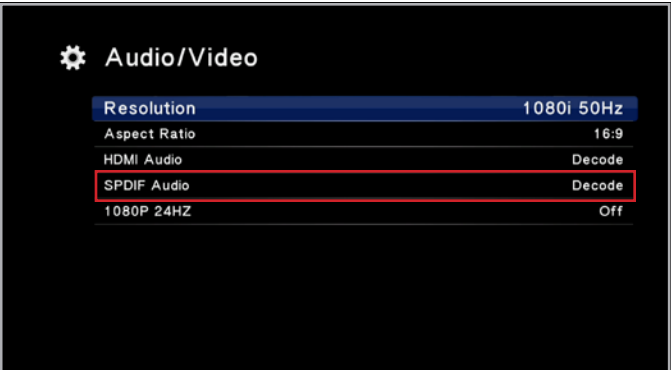 Audio/Video
Resolution 1080i 50Hz
Aspect Ratio 16:9
HDMI Audio Decode
SPDIF Audio Decode
1080P 24HZ Off